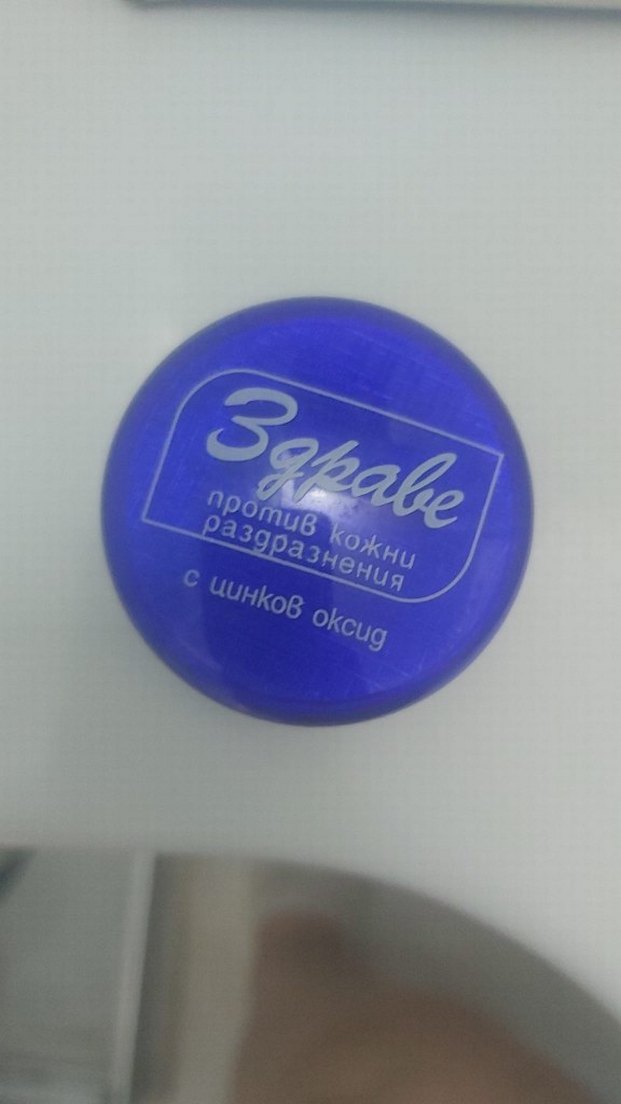 Здраве
против кожни
раздразнения
с цинков оксид